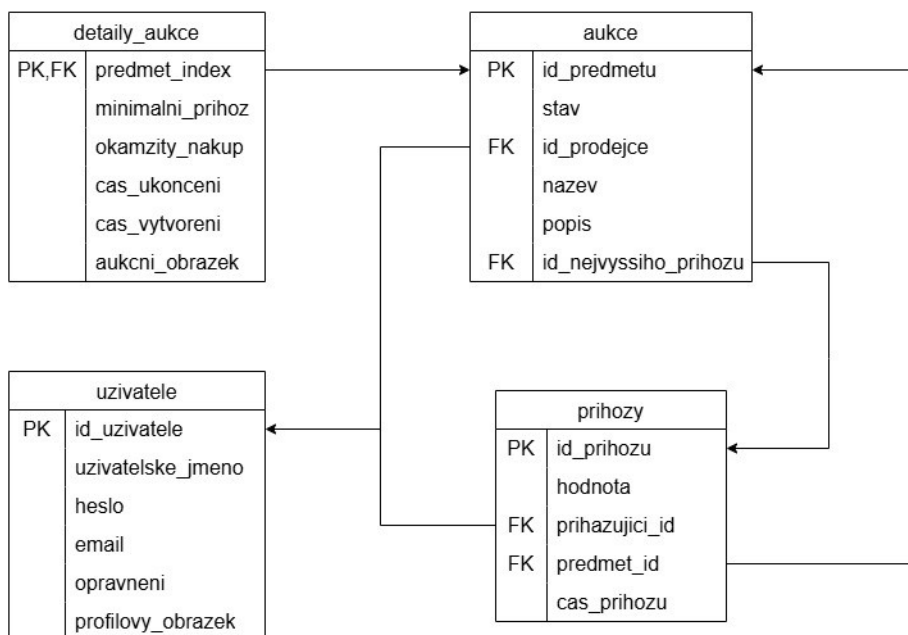 detaily_aukce
PK,FK predmet_index
minimalni_prihoz
okamzity_nakup
cas_ukonceni
cas_vytvoreni
aukcni_obrazek
aukce
PK id_predmetu
stav
FK id_prodejce
nazev
popis
FK id_nejvyssiho_prihozu
uzivatele
PK id_uzivatele
uzivatelske_jmeno
heslo
email
opravneni
profilovy_obrazek
prihozy
PK id_prihozu
hodnota
FK prihazujici_id
FK predmet_id
cas_prihozu